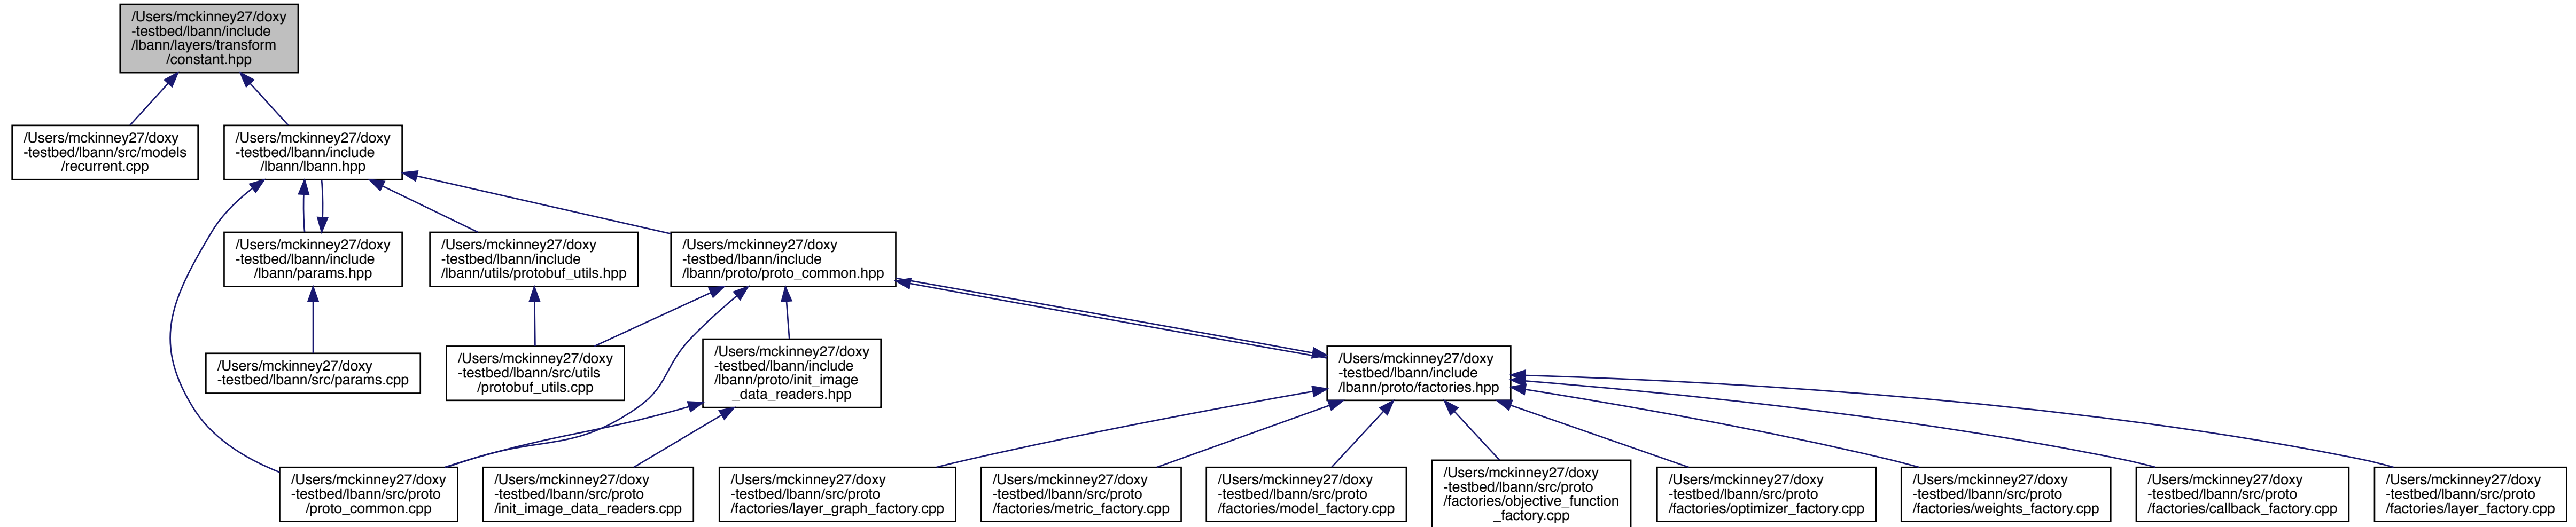 /Users/mckinney27/doxy
-testbed/lbann/include
/lbann/layers/transform
/constant.hpp
/Users/mckinney27/doxy
-testbed/lbann/src/models
/recurrent.cpp
/Users/mckinney27/doxy
-testbed/lbann/include
/lbann/lbann.hpp
/Users/mckinney27/doxy
-testbed/lbann/include
/lbann/params.hpp
/Users/mckinney27/doxy
-testbed/lbann/include
/lbann/utils/protobuf_utils.hpp
/Users/mckinney27/doxy
-testbed/lbann/include
/lbann/proto/proto_common.hpp
/Users/mckinney27/doxy
-testbed/lbann/src/params.cpp
/Users/mckinney27/doxy
-testbed/lbann/src/utils
/protobuf_utils.cpp
/Users/mckinney27/doxy
-testbed/lbann/include
/lbann/proto/init_image
_data_readers.hpp
/Users/mckinney27/doxy
-testbed/lbann/include
/lbann/proto/factories.hpp
/Users/mckinney27/doxy
-testbed/lbann/src/proto
/proto_common.cpp
/Users/mckinney27/doxy
-testbed/lbann/src/proto
/init_image_data_readers.cpp
/Users/mckinney27/doxy
-testbed/lbann/src/proto
/factories/layer_graph_factory.cpp
/Users/mckinney27/doxy
-testbed/lbann/src/proto
/factories/metric_factory.cpp
/Users/mckinney27/doxy
-testbed/lbann/src/proto
/factories/model_factory.cpp
/Users/mckinney27/doxy
-testbed/lbann/src/proto
/factories/objective_function
_factory.cpp
/Users/mckinney27/doxy
-testbed/lbann/src/proto
/factories/optimizer_factory.cpp
/Users/mckinney27/doxy
-testbed/lbann/src/proto
/factories/weights_factory.cpp
/Users/mckinney27/doxy
-testbed/lbann/src/proto
/factories/callback_factory.cpp
/Users/mckinney27/doxy
-testbed/lbann/src/proto
/factories/layer_factory.cpp